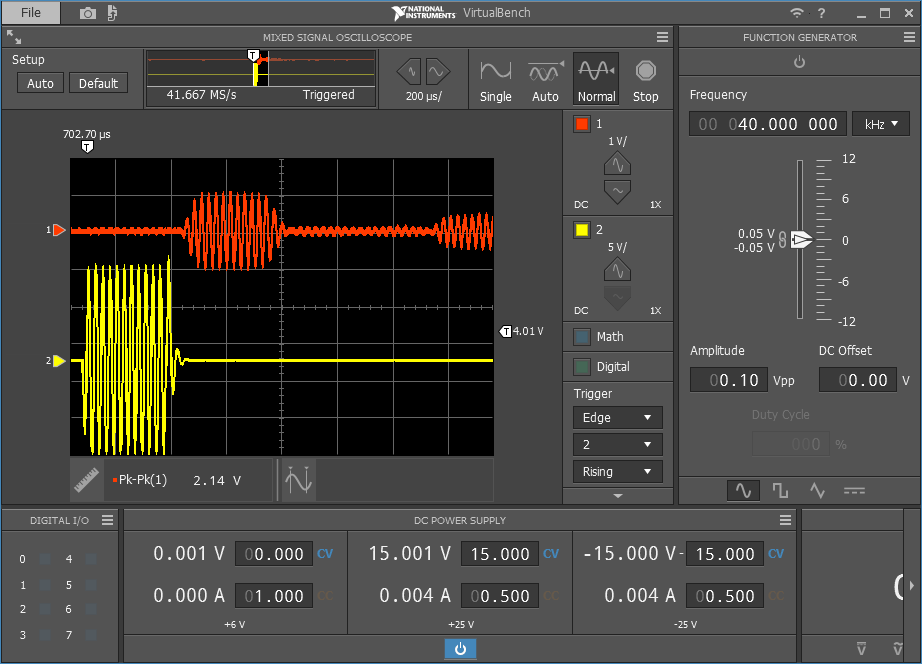 File
NATIONAL INSTRUMENTS VirtualBench
?
MIXED SIGNAL OSCILLOSCOPE
FUNCTION GENERATOR
Setup
Auto
Default
T
41.667 MS/s
Triggered
200 µs/
Single
Auto
Normal
Stop
Frequency
00 040.000 000
kHz
702.70 µs
T
1
1 V/
DC
1X
2
5 V/
DC
1X
1
2
T 4.01 V
12
6
0
-6
-12
0.05 V
-0.05 V
Math
Digital
Trigger
Edge
2
Rising
Amplitude
00.10 Vpp
DC Offset
00.00 V
Duty Cycle
000 %
Pk-Pk(1) 2.14 V
DIGITAL I/O
0 4
1 5
2 6
3 7
DC POWER SUPPLY
0.001 V 00.000 CV
0.000 A 01.000 CC
+6 V
15.001 V 15.000 CV
0.004 A 00.500 CC
+25 V
-15.000 V -15.000 CV
0.004 A 00.500 CC
-25 V